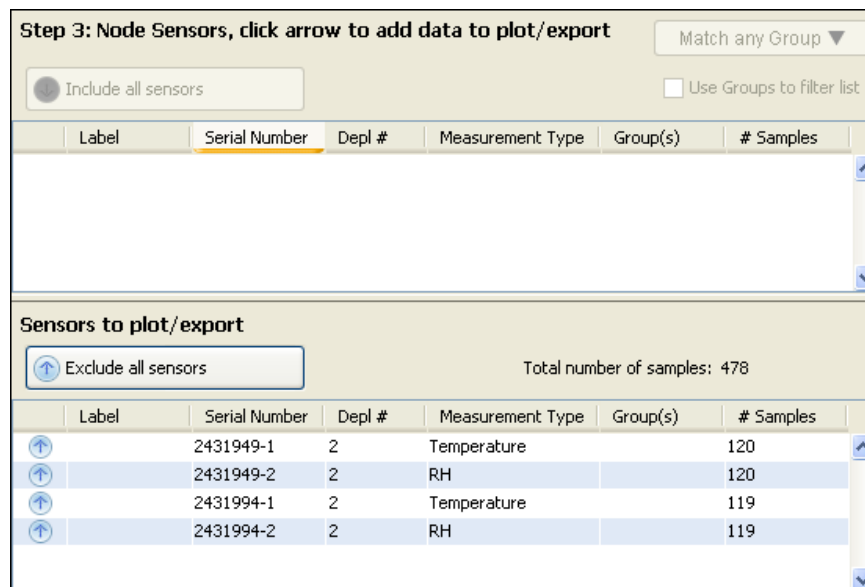 Step 3: Node Sensors, click arrow to add data to plot/export
Match any Group ▼
Include all sensors
Use Groups to filter list
Label Serial Number Depl # Measurement Type Group(s) # Samples
Sensors to plot/export
Exclude all sensors Total number of samples: 478
Label Serial Number Depl # Measurement Type Group(s) # Samples
2431949-1 2 Temperature 120
2431949-2 2 RH 120
2431994-1 2 Temperature 119
2431994-2 2 RH 119